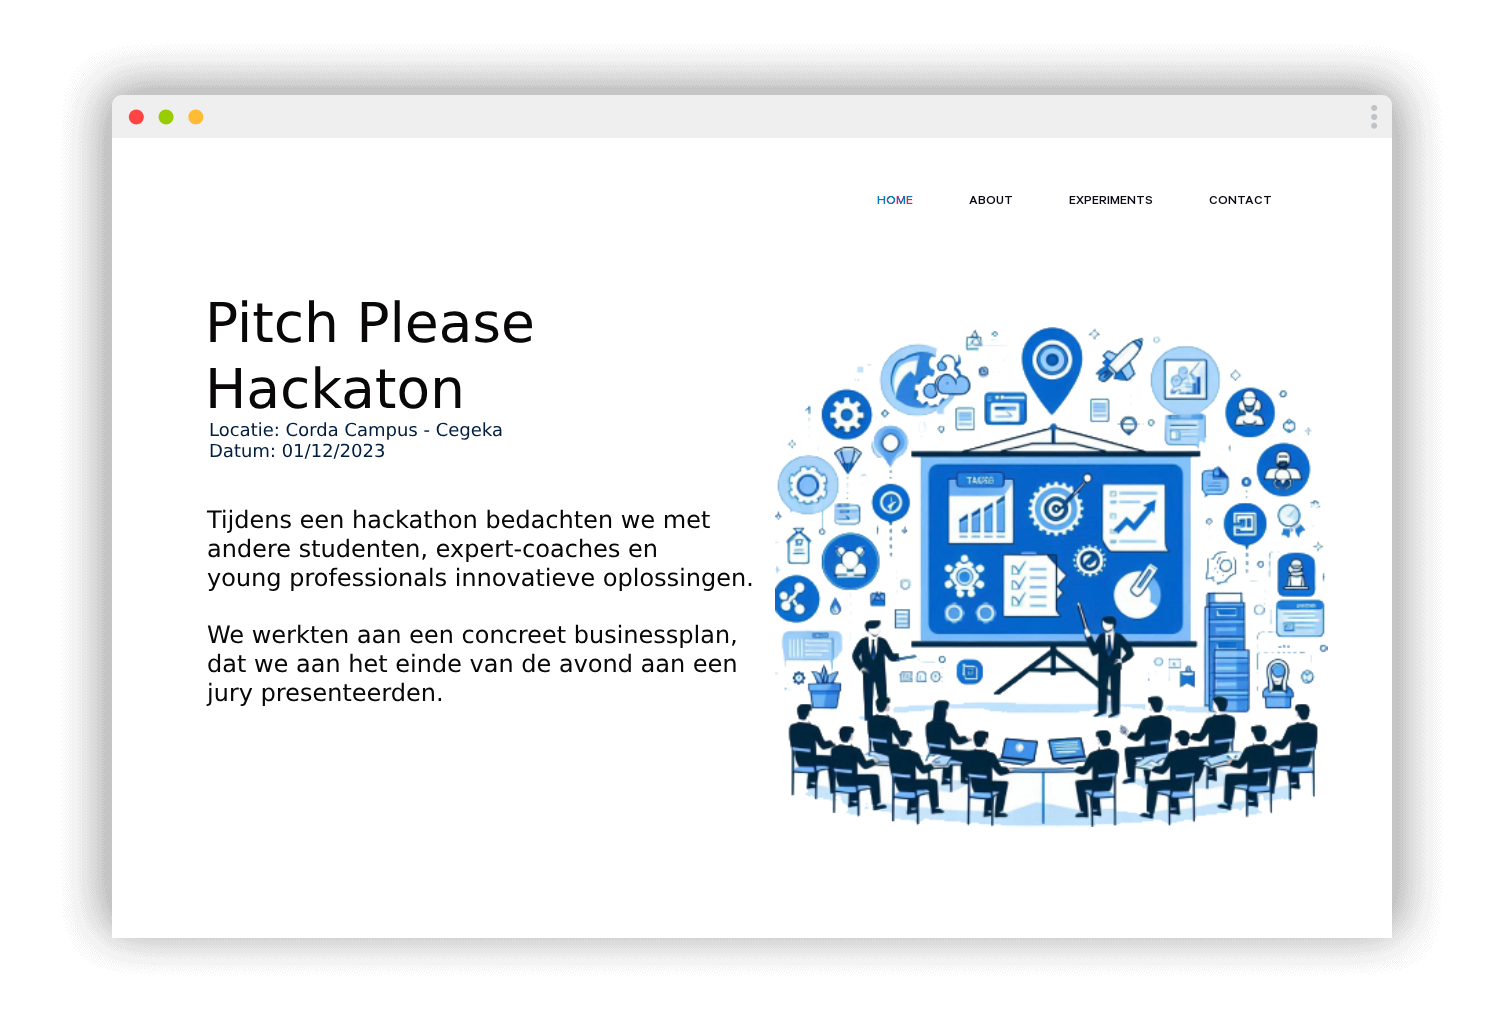 HOME ABOUT EXPERIMENTS CONTACT
Pitch Please
Hackaton
Locatie: Corda Campus - Cegeka
Datum: 01/12/2023
Tijdens een hackathon bedachten we met
andere studenten, expert-coaches en
young professionals innovatieve oplossingen.
We werkten aan een concreet businessplan,
dat we aan het einde van de avond aan een
jury presenteerden.